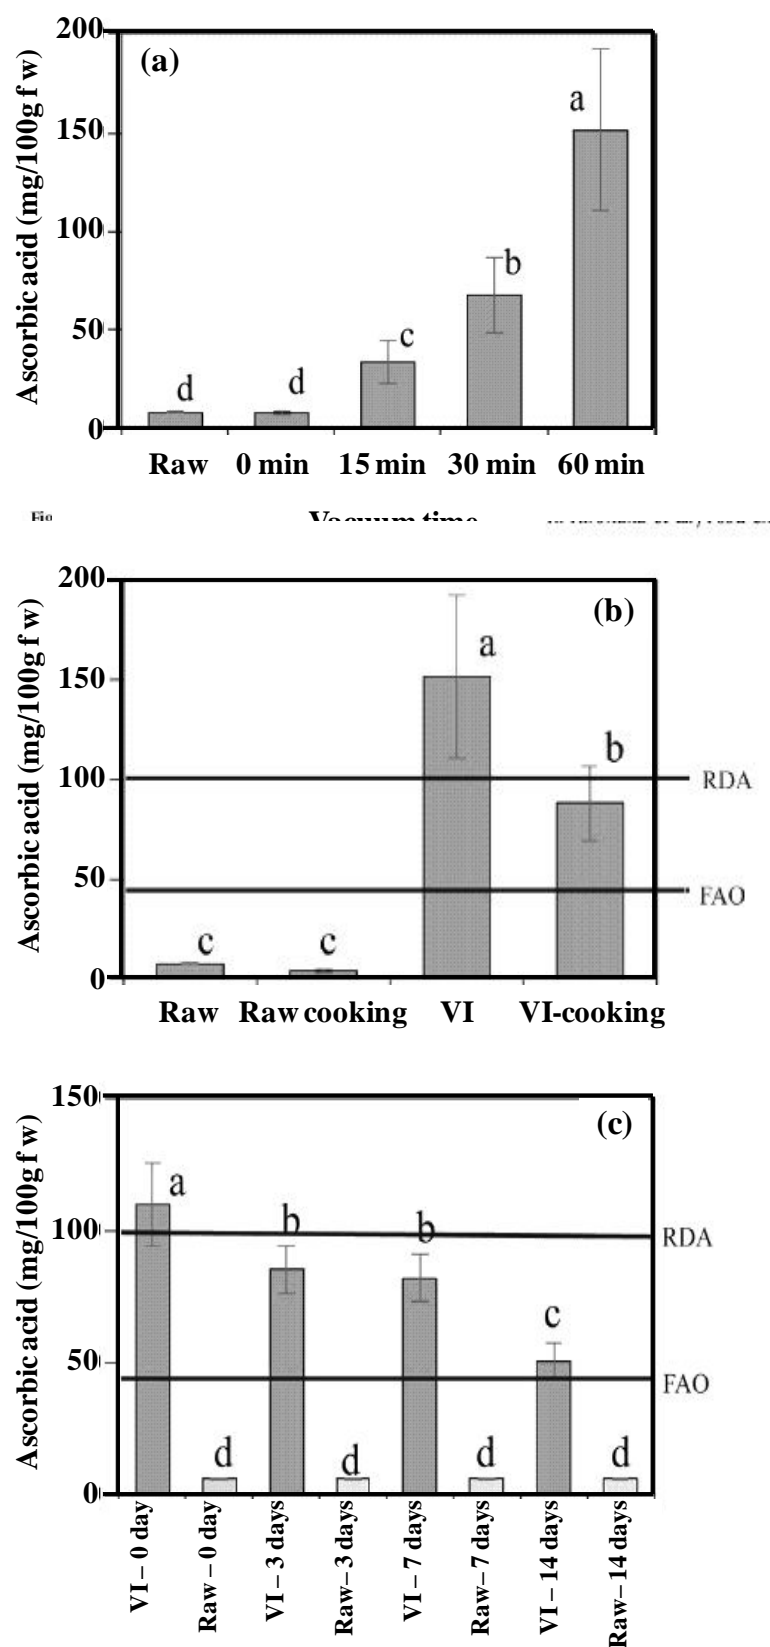 200
(a)
150
100
50
0
Ascorbic acid (mg/100g f w)
d
d
c
b
a
Raw 0 min 15 min 30 min 60 min
Fig
Vacuum time
200
(b)
150
100
50
0
Ascorbic acid (mg/100g f w)
c
c
a
b
RDA
FAO
Raw Raw cooking VI VI-cooking
150
(c)
100
50
0
Ascorbic acid (mg/100g f w)
a
d
b
d
b
d
c
d
RDA
FAO
VI – 0 day
Raw – 0 day
VI – 3 days
Raw – 3 days
VI – 7 days
Raw – 7 days
VI – 14 days
Raw – 14 days